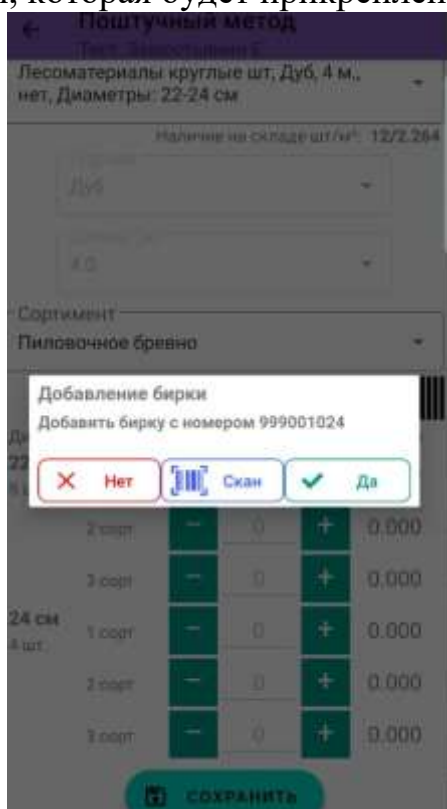 , которая будет прикреплен
Поштучный метод
Лесоматериалы круглые шт, Дуб, 4 м.,
нет, Диаметры: 22-24 см
Наличие на складе шт/м³: 12/2.264
Дуб
4.0
Сортимент
Пиловочное бревно
Добавление бирки
Добавить бирку с номером 999001024
22
Нет
Скан
Да
2 сорт
0
0.000
3 сорт
0
0.000
24 см
1 сорт
0
0.000
4 шт.
2 сорт
0
0.000
3 сорт
0
0.000
СОХРАНИТЬ